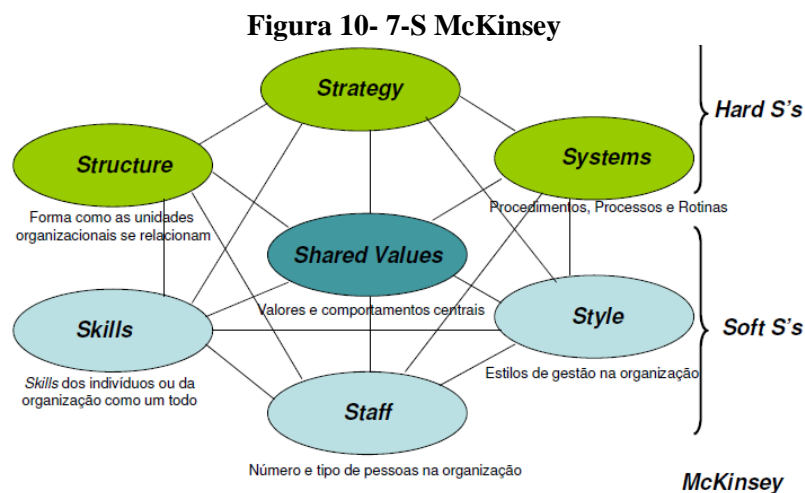 Figura 10- 7-S McKinsey
Strategy
Hard S's
Structure
Systems
Forma como as unidades
organizacionais se relacionam
Procedimentos, Processos e Rotinas
Shared Values
Valores e comportamentos centrais
Skills
Style
Soft S's
Skills dos indivíduos ou da
organização como um todo
Estilos de gestão na organização
Staff
Número e tipo de pessoas na organização
McKinsey